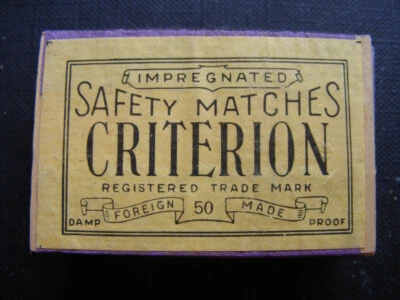 IMPREGNATED
SAFETY MATCHES
CRITERION
REGISTERED TRADE MARK
FOREIGN 50 MADE
DAMP PROOF